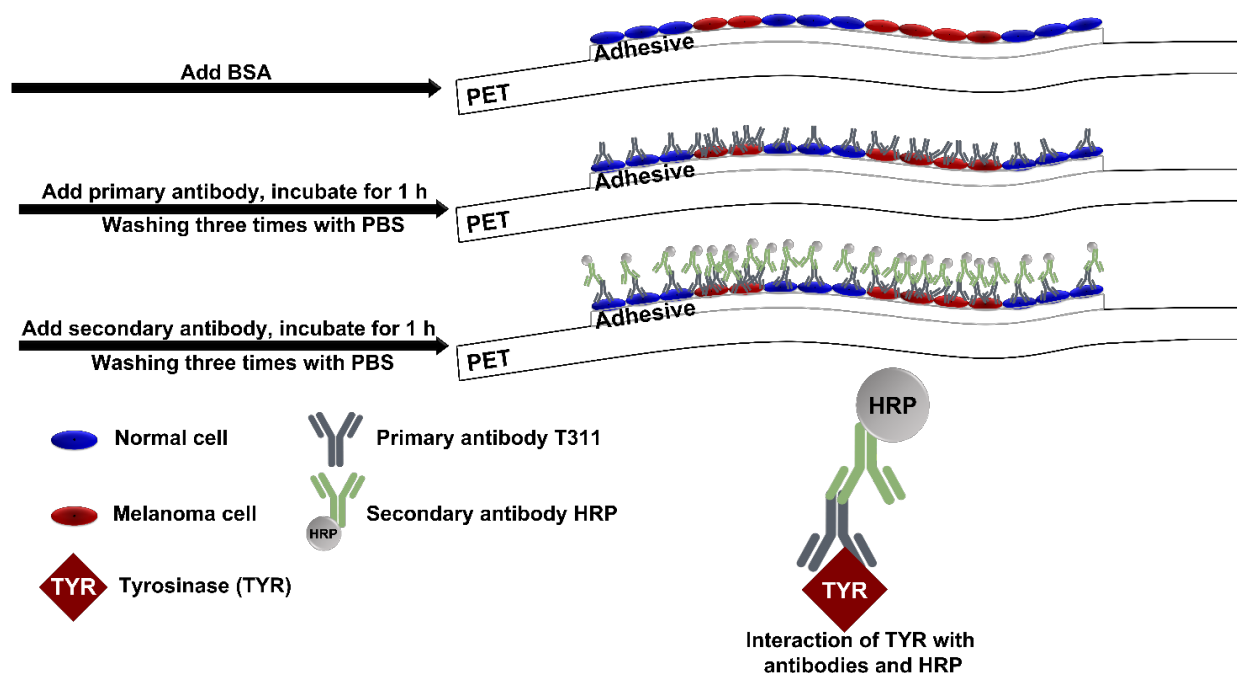 Add BSA
Adhesive
PET
Add primary antibody, incubate for 1 h
Washing three times with PBS
Adhesive
PET
Add secondary antibody, incubate for 1 h
Washing three times with PBS
Adhesive
PET
Normal cell
Primary antibody T311
Melanoma cell
HRP
Secondary antibody HRP
TYR
Tyrosinase (TYR)
HRP
TYR
Interaction of TYR with
antibodies and HRP